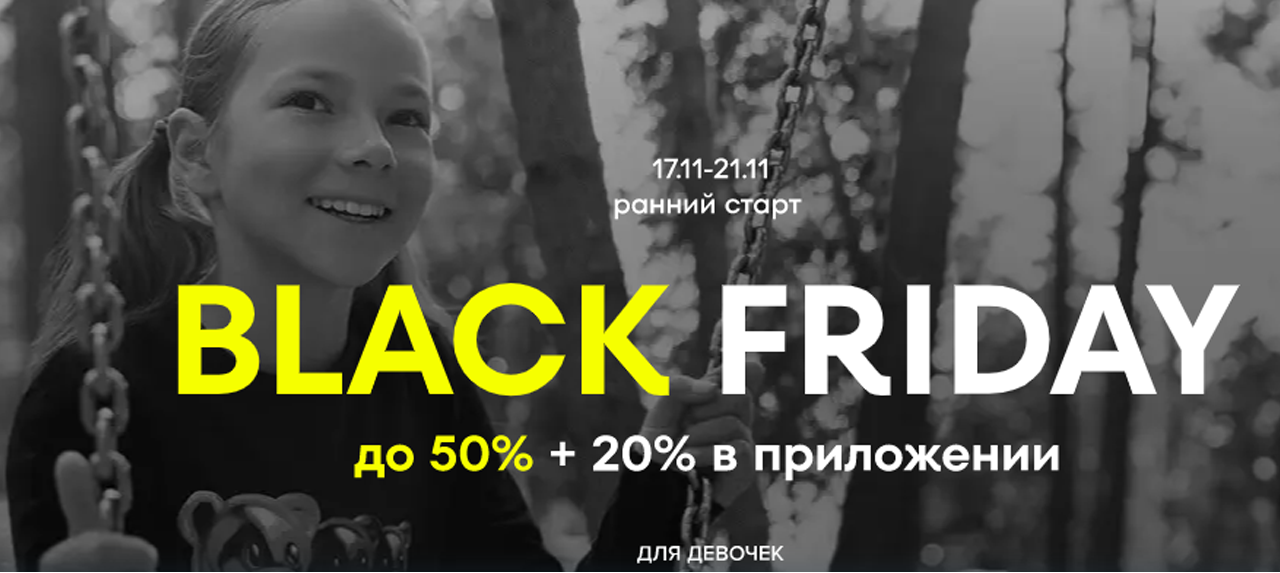 17.11-21.11
ранний старт
BLACK FRIDAY
до 50% + 20% в приложении
ДЛЯ ДЕВОЧЕК